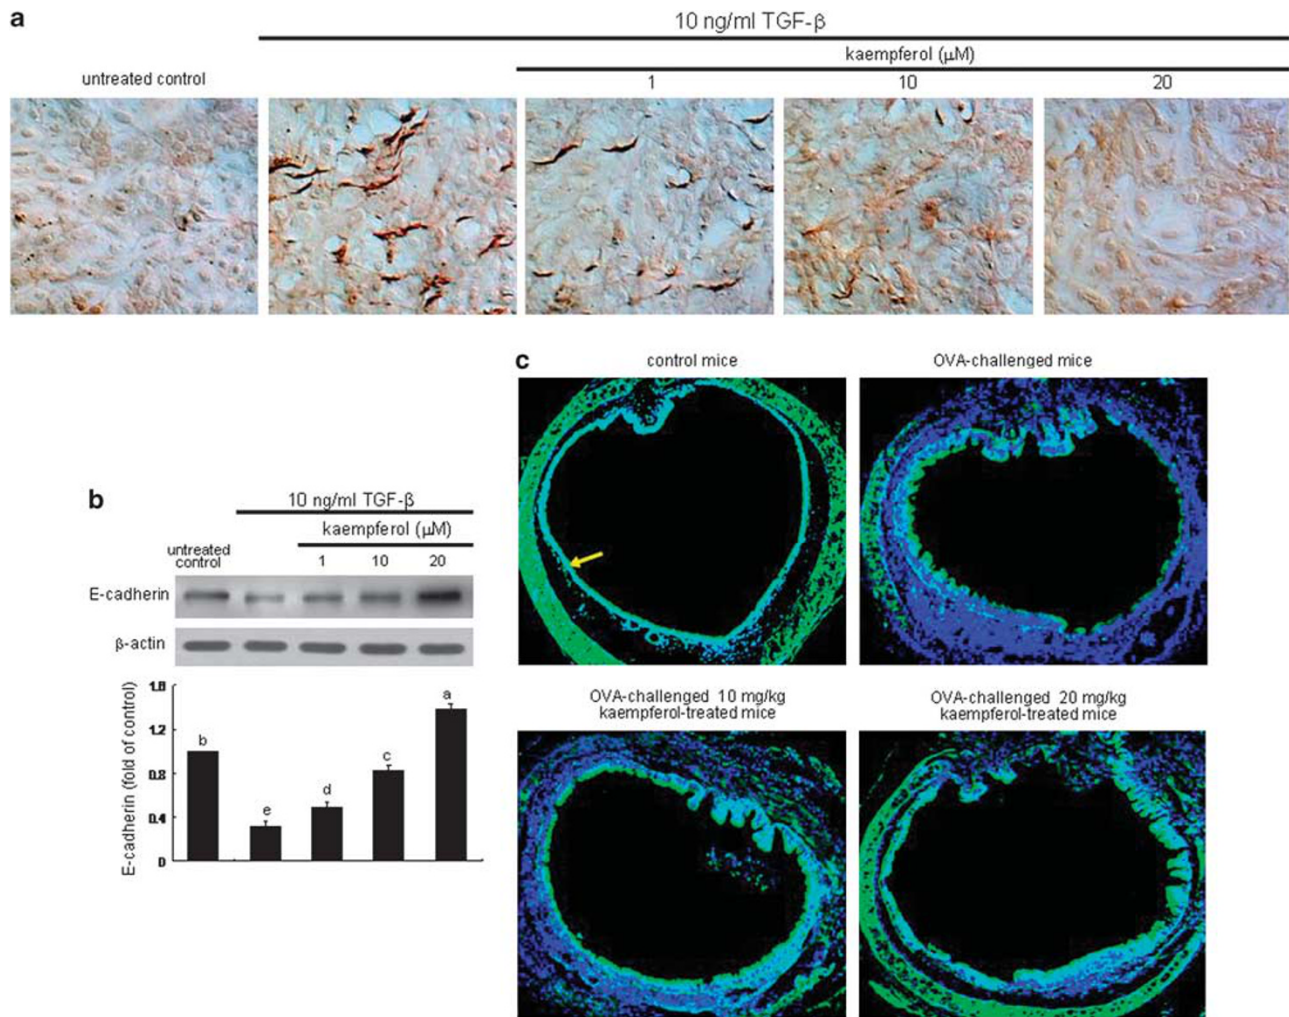 a
10 ng/ml TGF-β
kaempferol (μM)
untreated control
1
10
20
b
10 ng/ml TGF-β
kaempferol (μM)
untreated
control
1
10
20
E-cadherin
β-actin
E-cadherin (fold of control)
1.6
1.2
0.8
0.4
0
b
e
d
c
a
c
control mice
OVA-challenged mice
OVA-challenged 10 mg/kg
kaempferol-treated mice
OVA-challenged 20 mg/kg
kaempferol-treated mice